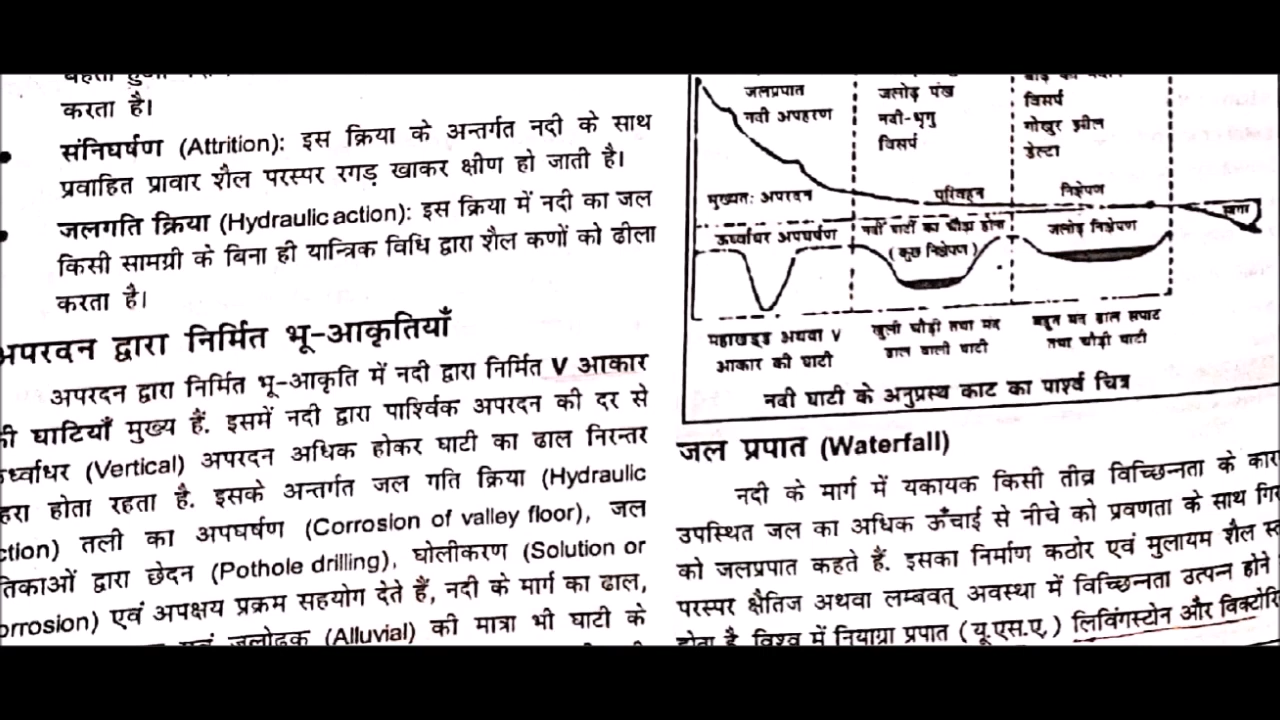 करता है।
संनिघर्षण (Attrition): इस क्रिया के अन्तर्गत नदी के साथ
प्रवाहित प्रावार शैल परस्पर रगड़ खाकर क्षीण हो जाती है।
जलगति क्रिया (Hydraulic action): इस क्रिया में नदी का जल
किसी सामग्री के बिना ही यान्त्रिक विधि द्वारा शैल कणों को ढीला
करता है।
अपरदन द्वारा निर्मित भू-आकृतियाँ
अपरदन द्वारा निर्मित भू-आकृति में नदी द्वारा निर्मित V आकार
घाटियाँ मुख्य हैं. इसमें नदी द्वारा पार्श्विक अपरदन की दर से
(Vertical) अपरदन अधिक होकर घाटी का ढाल निरन्तर
होता रहता है. इसके अन्तर्गत जल गति क्रिया (Hydraulic
तली का अपघर्षण (Corrosion of valley floor), जल
द्वारा छेदन (Pothole drilling), घोलीकरण (Solution or
एवं अपक्षय प्रक्रम सहयोग देते हैं, नदी के मार्ग का ढाल,
एवं जलोढक (Alluvial) की मात्रा भी घाटी के
जलप्रपात
नदी अपहरण
जलोढ़ पंख
नदी-भृगु
विसर्प
विसर्प
गोखुर झील
डेल्टा
मुख्यतः अपरदन
परिवहन
निक्षेपण
ऊर्ध्वाधर अपघर्षण
नदी घाटी का चौड़ा होना
(कुछ निक्षेपण)
जलोढ़ निक्षेपण
महाखड्ड अथवा V
आकार की घाटी
खुली चौड़ी तथा मंद
ढाल वाली घाटी
बहुत मंद ढाल सपाट
तथा चौड़ी घाटी
नदी घाटी के अनुप्रस्थ काट का पार्श्व चित्र
जल प्रपात (Waterfall)
नदी के मार्ग में यकायक किसी तीव्र विच्छिन्नता के
उपस्थित जल का अधिक ऊँचाई से नीचे को प्रवणता के साथ
को जलप्रपात कहते हैं. इसका निर्माण कठोर एवं मुलायम शैल
परस्पर क्षैतिज अथवा लम्बवत् अवस्था में विच्छिन्नता उत्पन्न होने
होता है. विश्व में नियाग्रा प्रपात (यू.एस.ए.) लिविंगस्टोन और